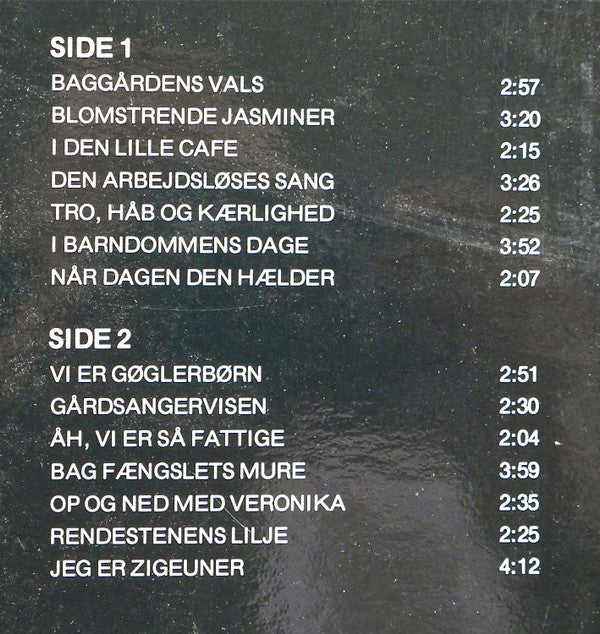 SIDE 1
BAGGÅRDENS VALS 2:57
BLOMSTRENDE JASMINER 3:20
I DEN LILLE CAFE 2:15
DEN ARBEJDSLØSES SANG 3:26
TRO, HÅB OG KÆRLIGHED 2:25
I BARNDOMMENS DAGE 3:52
NÅR DAGEN DEN HÆLDER 2:07
SIDE 2
VI ER GØGLERBØRN 2:51
GÅRDSANGERVISEN 2:30
ÅH, VI ER SÅ FATTIGE 2:04
BAG FÆNGSLETS MURE 3:59
OP OG NED MED VERONIKA 2:35
RENDESTENENS LILJE 2:25
JEG ER ZIGEUNER 4:12